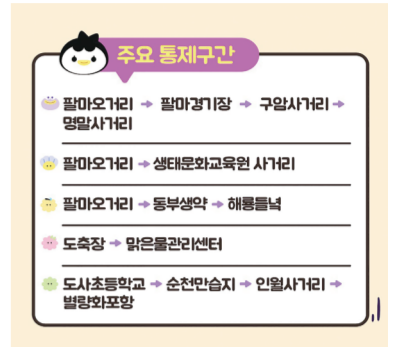 주요 통제구간
팔마오거리 → 팔마경기장 → 구암사거리 →
명말사거리
팔마오거리 → 생태문화교육원 사거리
팔마오거리 → 동부생약 → 해룡들녘
도축장 → 맑은물관리센터
도사초등학교 → 순천만습지 → 인월사거리 →
별량화포항